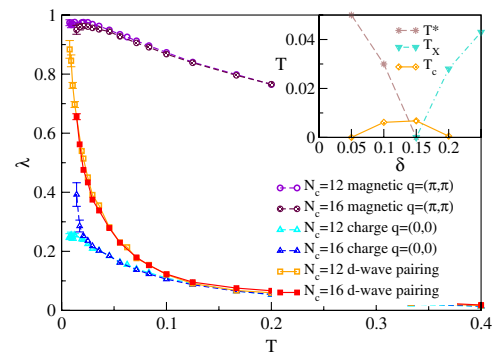 1
0.8
0.6
0.4
0.2
0
λ
0
0.1
0.2
0.3
0.4
T
0.04
0.02
0
T
0
0.05
0.1
0.15
0.2
δ
T*
T_X
T_c
N_c=12 magnetic q=(π,π)
N_c=16 magnetic q=(π,π)
N_c=12 charge q=(0,0)
N_c=16 charge q=(0,0)
N_c=12 d-wave pairing
N_c=16 d-wave pairing